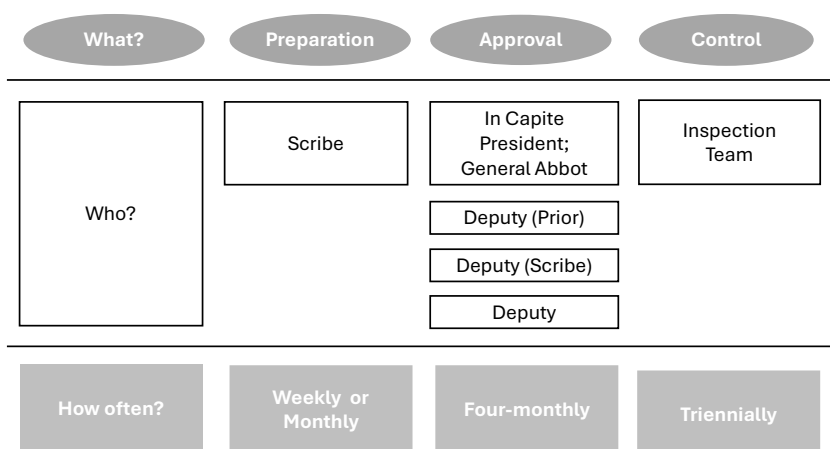 What?
Preparation
Approval
Control
Who?
Scribe
In Capite
President;
General Abbot
Inspection
Team
Deputy (Prior)
Deputy (Scribe)
Deputy
How often?
Weekly or
Monthly
Four-monthly
Triennially